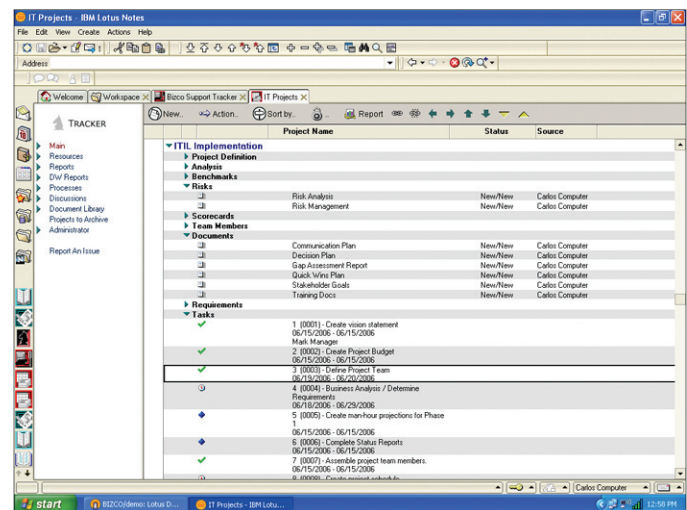 IT Projects - IBM Lotus Notes
File Edit View Create Actions Help
Address
Welcome Workspace Bizco Support Tracker IT Projects
TRACKER
Main
Resources
Reports
DW Reports
Processes
Discussions
Document Library
Projects to Archive
Administrator
Report An Issue
New.. Action.. Sort by.. Report
Project Name Status Source
ITIL Implementation
Project Definition
Analysis
Benchmarks
Risks
Risk Analysis New/New Carlos Computer
Risk Management New/New Carlos Computer
Scorecards
Team Members
Documents
Communication Plan New/New Carlos Computer
Decision Plan New/New Carlos Computer
Gap Assessment Report New/New Carlos Computer
Quick Wins Plan New/New Carlos Computer
Stakeholder Goals New/New Carlos Computer
Training Docs New/New Carlos Computer
Requirements
Tasks
1 (0001) - Create vision statement
06/15/2006 - 06/15/2006
Mark Manager
2 (0002) - Create Project Budget
06/15/2006 - 06/15/2006
3 (0003) - Define Project Team
06/19/2006 - 06/20/2006
4 (0004) - Business Analysis / Determine
Requirements
06/18/2006 - 06/29/2006
5 (0005) - Create man-hour projections for Phase
1
06/15/2006 - 06/15/2006
6 (0006) - Complete Status Reports
06/15/2006 - 06/15/2006
7 (0007) - Assemble project team members.
06/15/2006 - 06/15/2006
8 (0008) - Create project schedule
Carlos Computer
start BIZCO/demo: Lotus D... IT Projects - IBM Lotu... 12:58 PM